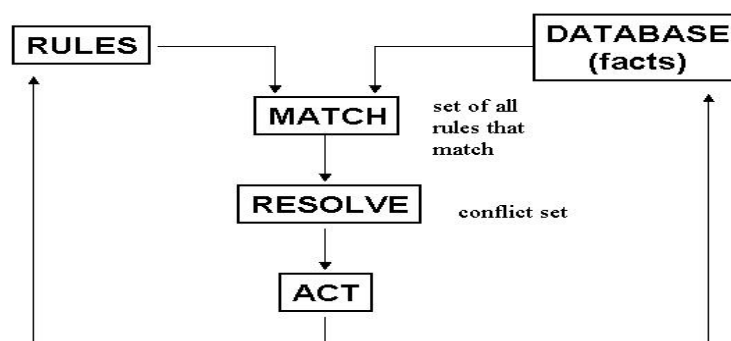 RULES
DATABASE
(facts)
MATCH
set of all
rules that
match
RESOLVE
conflict set
ACT